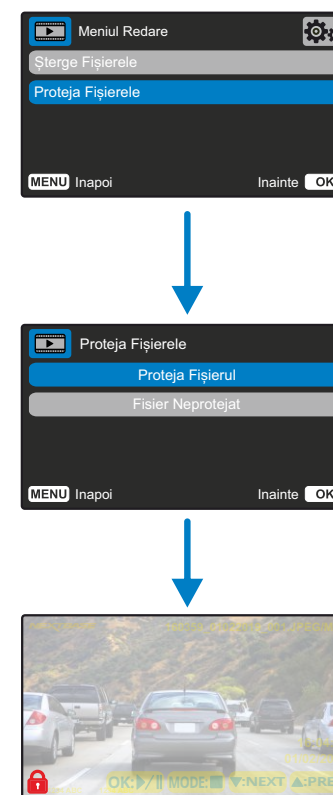 Meniul Redare
Șterge Fișierele
Proteja Fișierele
MENU Inapoi Inainte OK
Proteja Fișierele
Proteja Fișierul
Fisier Neprotejat
MENU Inapoi Inainte OK
OK:▶/|| MODE:■ ▼:NEXT ▲:PRE